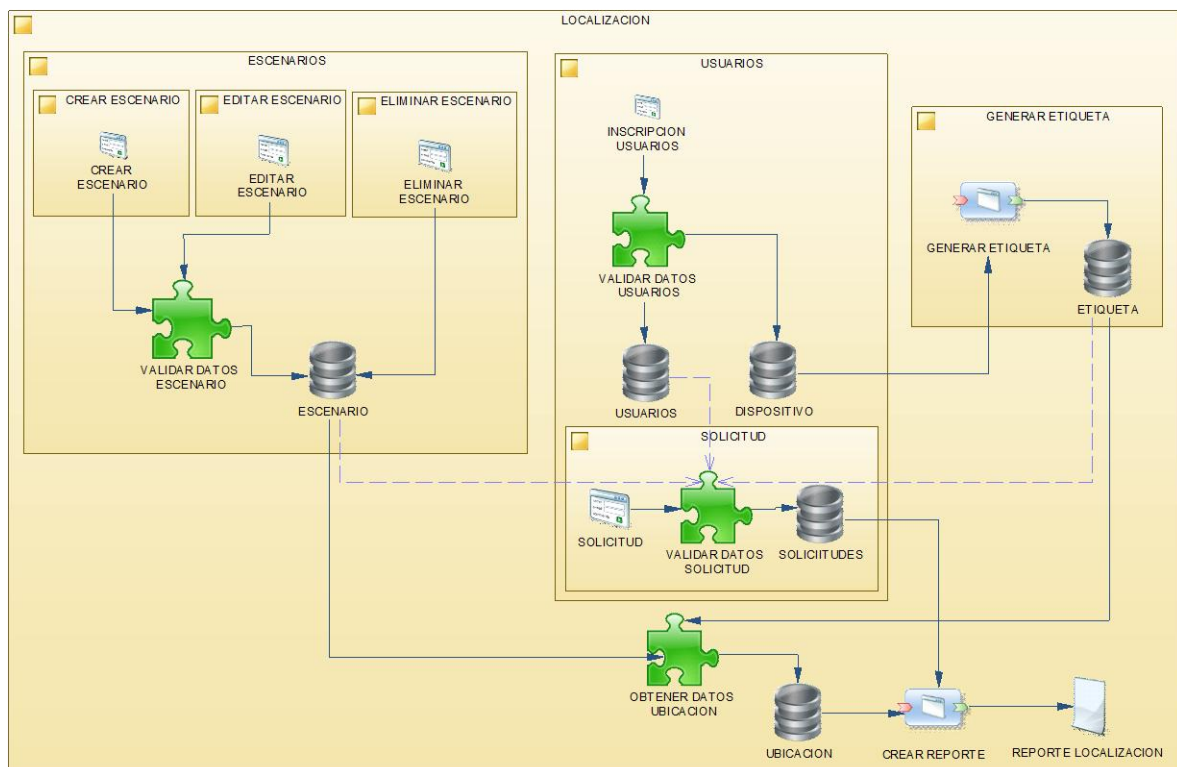 LOCALIZACION
ESCENARIOS
CREAR ESCENARIO
EDITAR ESCENARIO
ELIMINAR ESCENARIO
CREAR
ESCENARIO
EDITAR
ESCENARIO
ELIMINAR
ESCENARIO
VALIDAR DATOS
ESCENARIO
ESCENARIO
USUARIOS
INSCRIPCION
USUARIOS
VALIDAR DATOS
USUARIOS
USUARIOS
DISPOSITIVO
GENERAR ETIQUETA
GENERAR ETIQUETA
ETIQUETA
SOLICITUD
SOLICITUD
VALIDAR DATOS
SOLICITUD
SOLICIITUDES
OBTENER DATOS
UBICACION
UBICACION
CREAR REPORTE
REPORTE LOCALIZACION